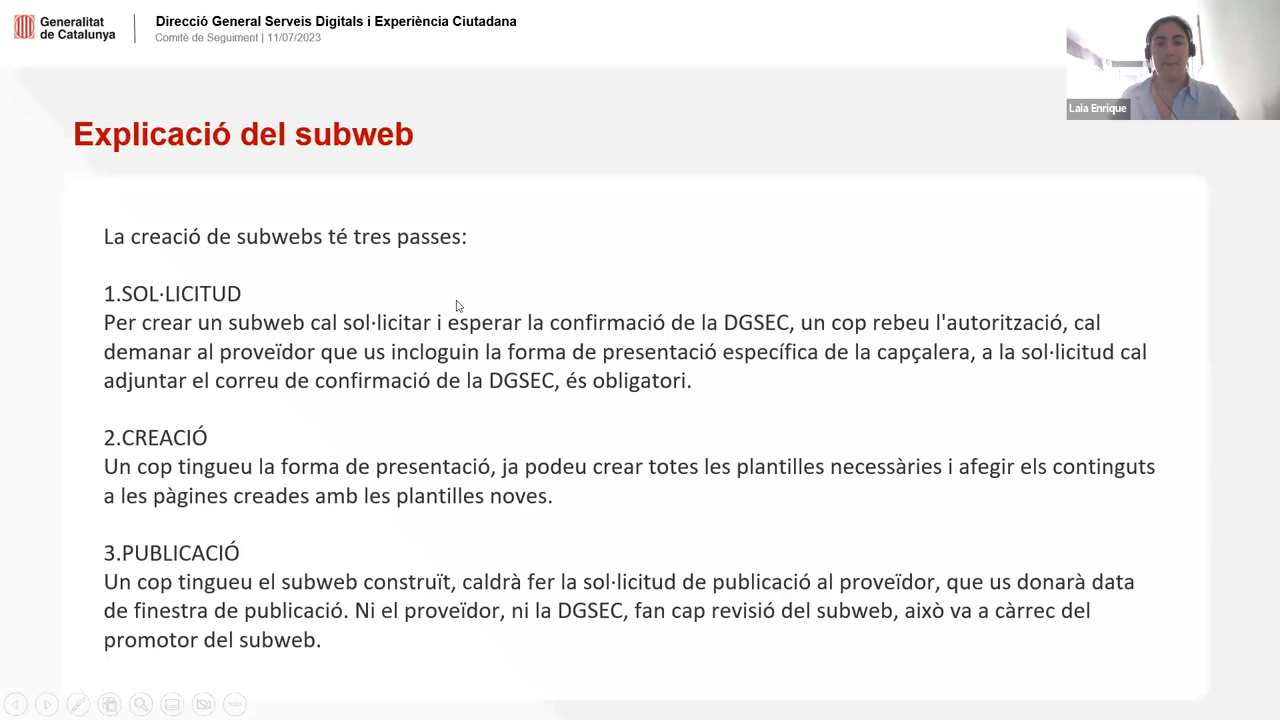 Generalitat
de Catalunya
Direcció General Serveis Digitals i Experiència Ciutadana
Comitè de Seguiment | 11/07/2023
Laia Enrique
Explicació del subweb
La creació de subwebs té tres passes:
1.SOL·LICITUD
Per crear un subweb cal sol·licitar i esperar la confirmació de la DGSEC, un cop rebeu l'autorització, cal
demanar al proveïdor que us incloguin la forma de presentació específica de la capçalera, a la sol·licitud cal
adjuntar el correu de confirmació de la DGSEC, és obligatori.
2.CREACIÓ
Un cop tingueu la forma de presentació, ja podeu crear totes les plantilles necessàries i afegir els continguts
a les pàgines creades amb les plantilles noves.
3.PUBLICACIÓ
Un cop tingueu el subweb construït, caldrà fer la sol·licitud de publicació al proveïdor, que us donarà data
de finestra de publicació. Ni el proveïdor, ni la DGSEC, fan cap revisió del subweb, això va a càrrec del
promotor del subweb.